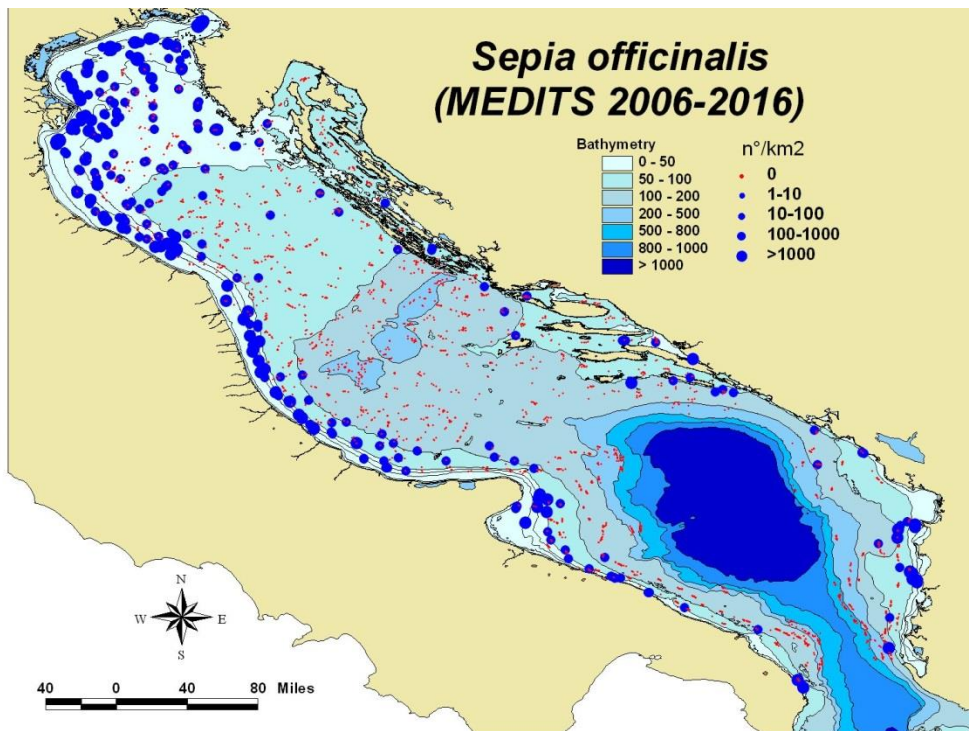 Sepia officinalis
(MEDITS 2006-2016)
Bathymetry
0 - 50
50 - 100
100 - 200
200 - 500
500 - 800
800 - 1000
> 1000
n°/km2
0
1-10
10-100
100-1000
>1000
N
W E
S
40 0 40 80 Miles